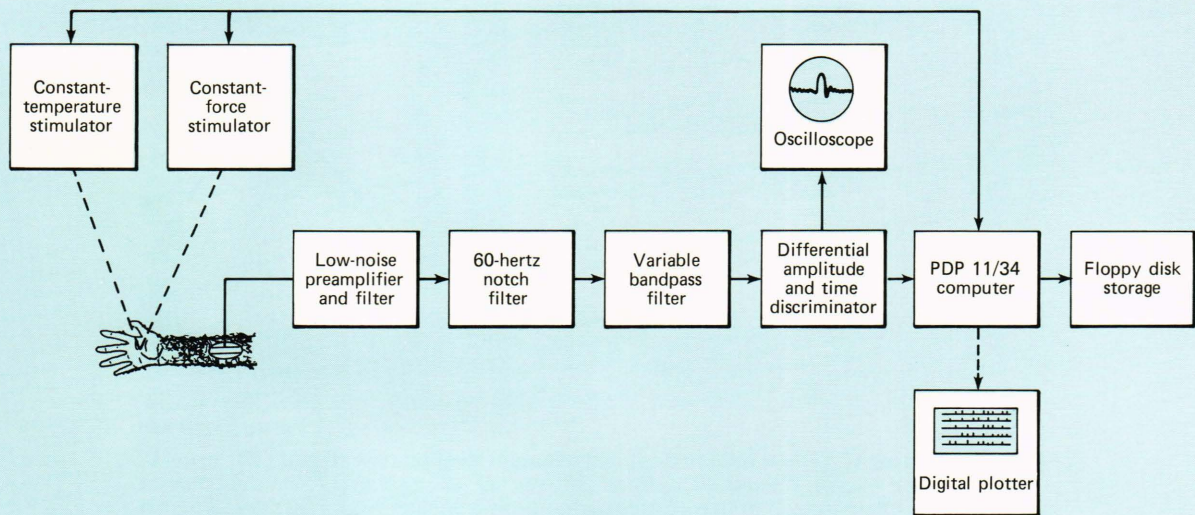 Constant-
temperature
stimulator
Constant-
force
stimulator
Oscilloscope
Low-noise
preamplifier
and filter
60-hertz
notch
filter
Variable
bandpass
filter
Differential
amplitude
and time
discriminator
PDP 11/34
computer
Floppy disk
storage
Digital plotter